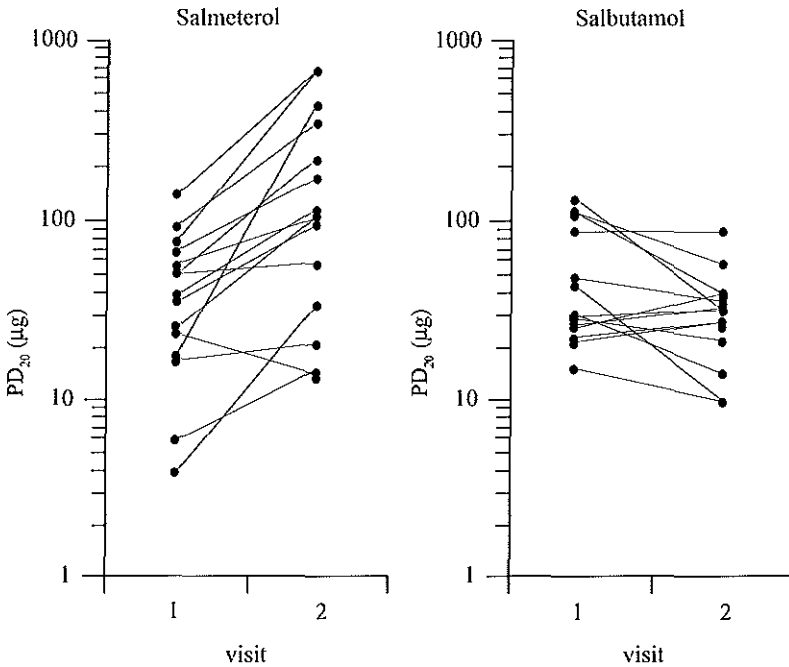 Salmeterol
1000
100
10
1
PD₂₀ (μg)
1 2
visit
Salbutamol
1000
100
10
1
PD₂₀ (μg)
1 2
visit